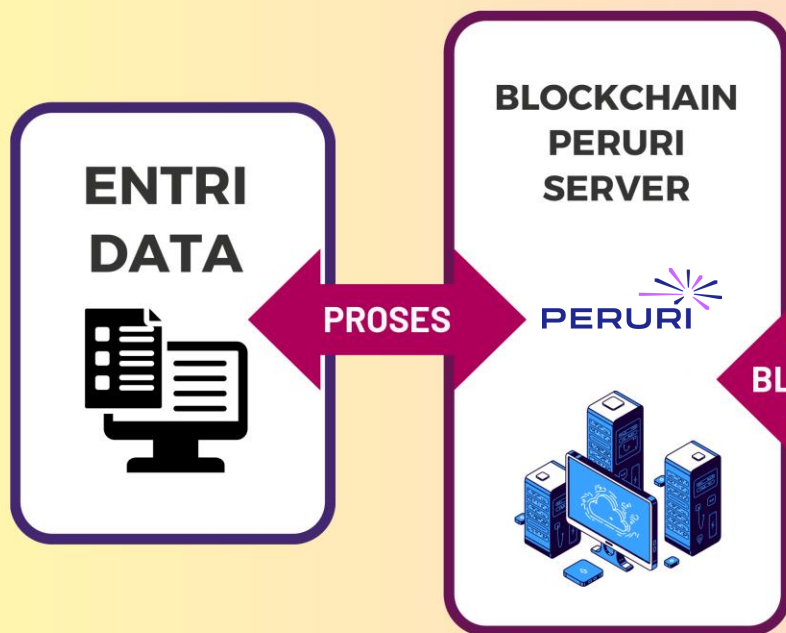 ENTRI
DATA
PROSES
BLOCKCHAIN
PERURI
SERVER
PERURI